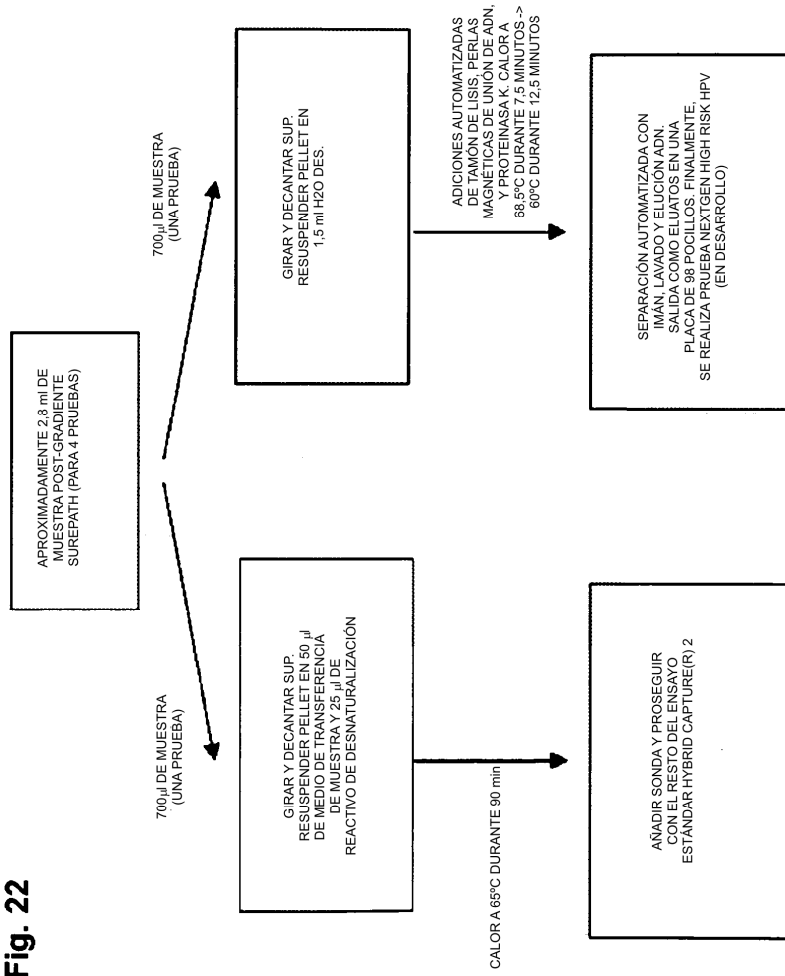 Fig. 22
APROXIMADAMENTE 2,8 ml DE
MUESTRA POST-GRADIENTE
SUREPATH (PARA 4 PRUEBAS)
700µl DE MUESTRA
(UNA PRUEBA)
700µl DE MUESTRA
(UNA PRUEBA)
GIRAR Y DECANTAR SUP.
RESUSPENDER PELLET EN 50 µl
DE MEDIO DE TRANSFERENCIA
DE MUESTRA Y 25 µl DE
REACTIVO DE DESNATURALIZACIÓN
GIRAR Y DECANTAR SUP.
RESUSPENDER PELLET EN
1,5 ml H2O DES.
CALOR A 65ºC DURANTE 90 min
ADICIONES AUTOMATIZADAS
DE TAMÓN DE LISIS, PERLAS
MAGNÉTICAS DE UNIÓN DE ADN,
Y PROTEINASA K. CALOR A
68,5ºC DURANTE 7,5 MINUTOS ->
60ºC DURANTE 12,5 MINUTOS
AÑADIR SONDA Y PROSEGUIR
CON EL RESTO DEL ENSAYO
ESTÁNDAR HYBRID CAPTURE(R) 2
SEPARACIÓN AUTOMATIZADA CON
IMÁN, LAVADO Y ELUCIÓN ADN.
SALIDA COMO ELUATOS EN UNA
PLACA DE 98 POCILLOS. FINALMENTE,
SE REALIZA PRUEBA NEXTGEN HIGH RISK HPV
(EN DESARROLLO)